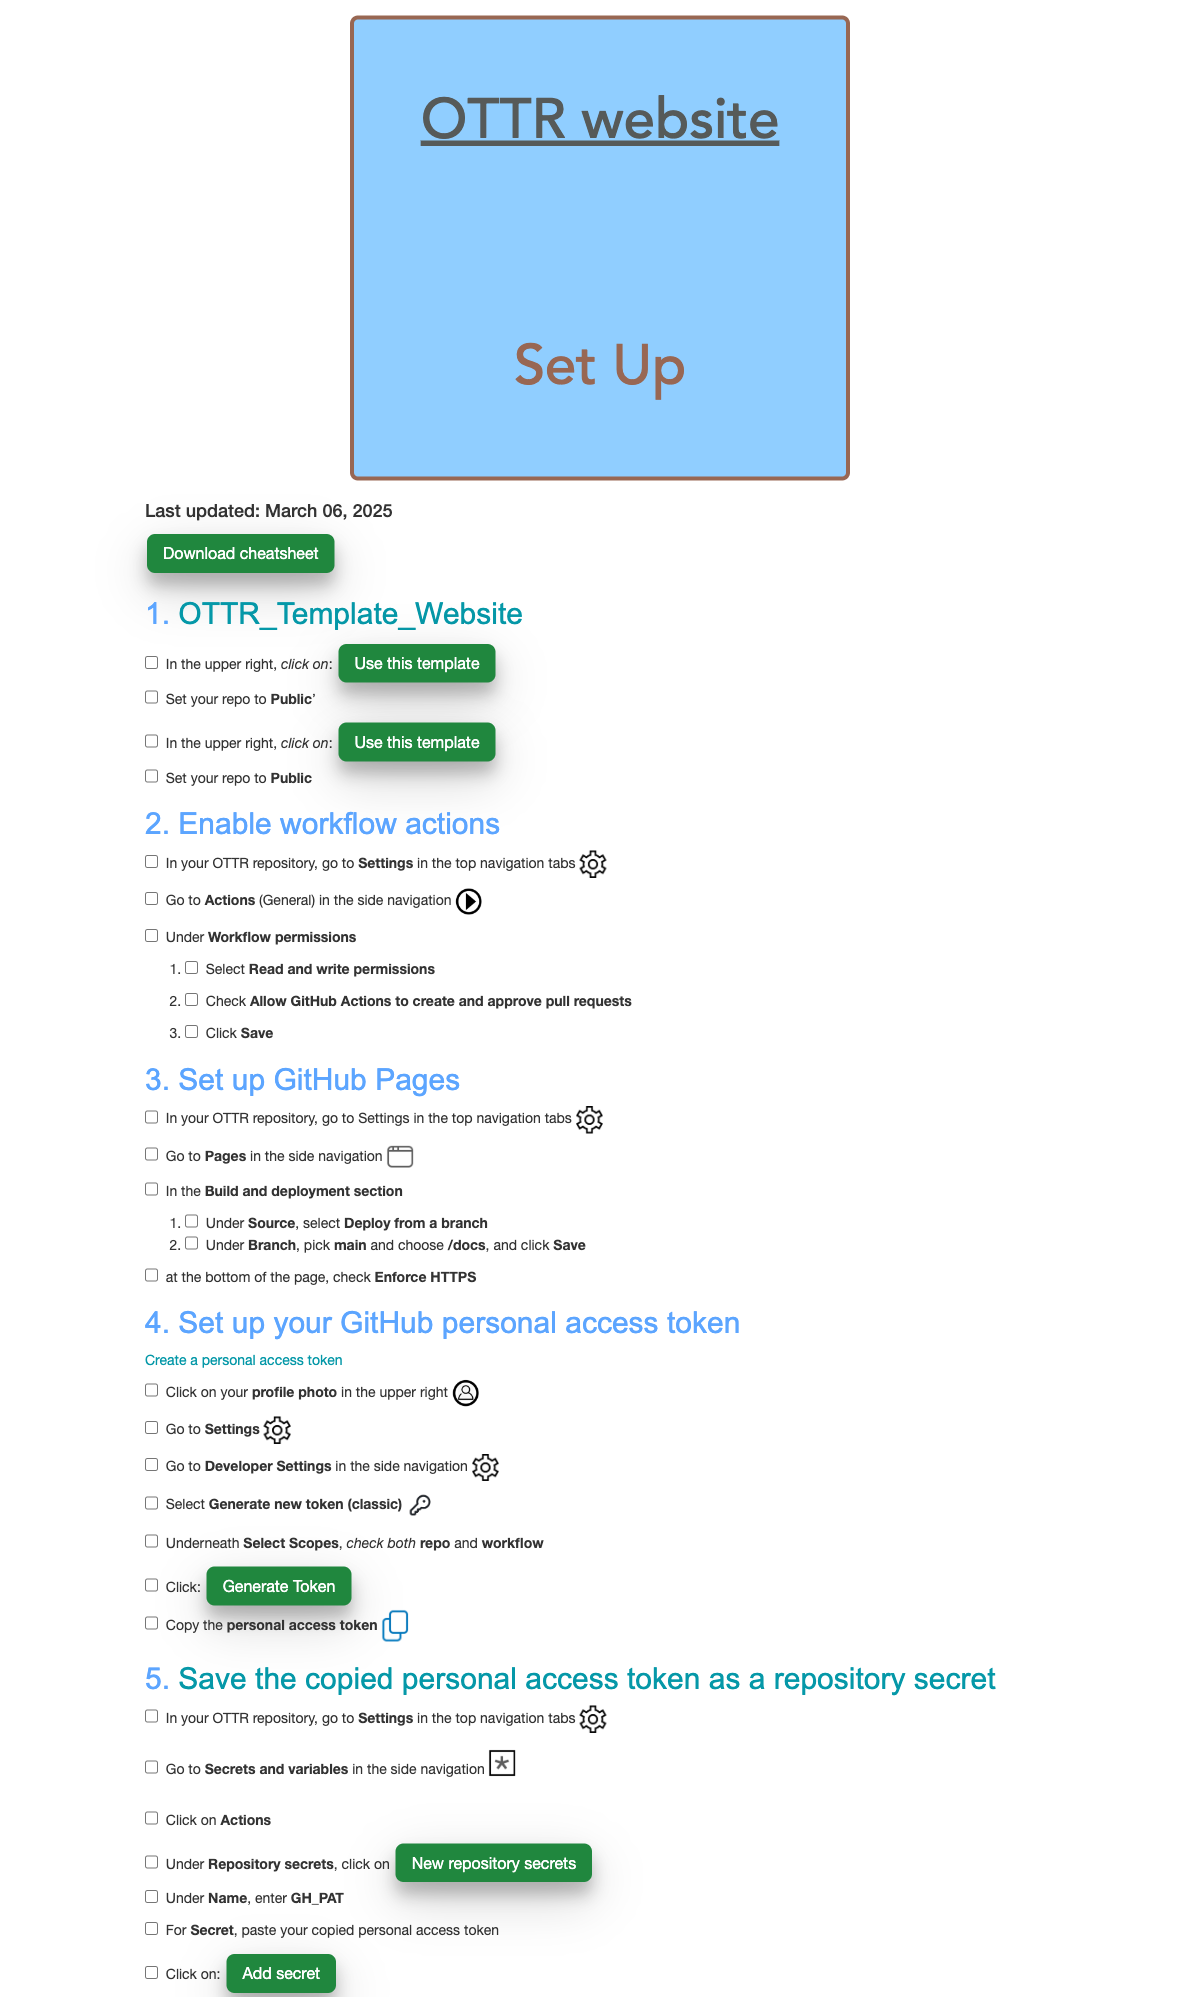 OTTR website
Set Up
Last updated: March 06, 2025
Download cheatsheet
1. OTTR_Template_Website
In the upper right, click on: Use this template
Set your repo to Public’
In the upper right, click on: Use this template
Set your repo to Public
2. Enable workflow actions
In your OTTR repository, go to Settings in the top navigation tabs
Go to Actions (General) in the side navigation
Under Workflow permissions
1. Select Read and write permissions
2. Check Allow GitHub Actions to create and approve pull requests
3. Click Save
3. Set up GitHub Pages
In your OTTR repository, go to Settings in the top navigation tabs
Go to Pages in the side navigation
In the Build and deployment section
1. Under Source, select Deploy from a branch
2. Under Branch, pick main and choose /docs, and click Save
at the bottom of the page, check Enforce HTTPS
4. Set up your GitHub personal access token
Create a personal access token
Click on your profile photo in the upper right
Go to Settings
Go to Developer Settings in the side navigation
Select Generate new token (classic)
Underneath Select Scopes, check both repo and workflow
Click: Generate Token
Copy the personal access token
5. Save the copied personal access token as a repository secret
In your OTTR repository, go to Settings in the top navigation tabs
Go to Secrets and variables in the side navigation
Click on Actions
Under Repository secrets, click on New repository secrets
Under Name, enter GH_PAT
For Secret, paste your copied personal access token
Click on: Add secret